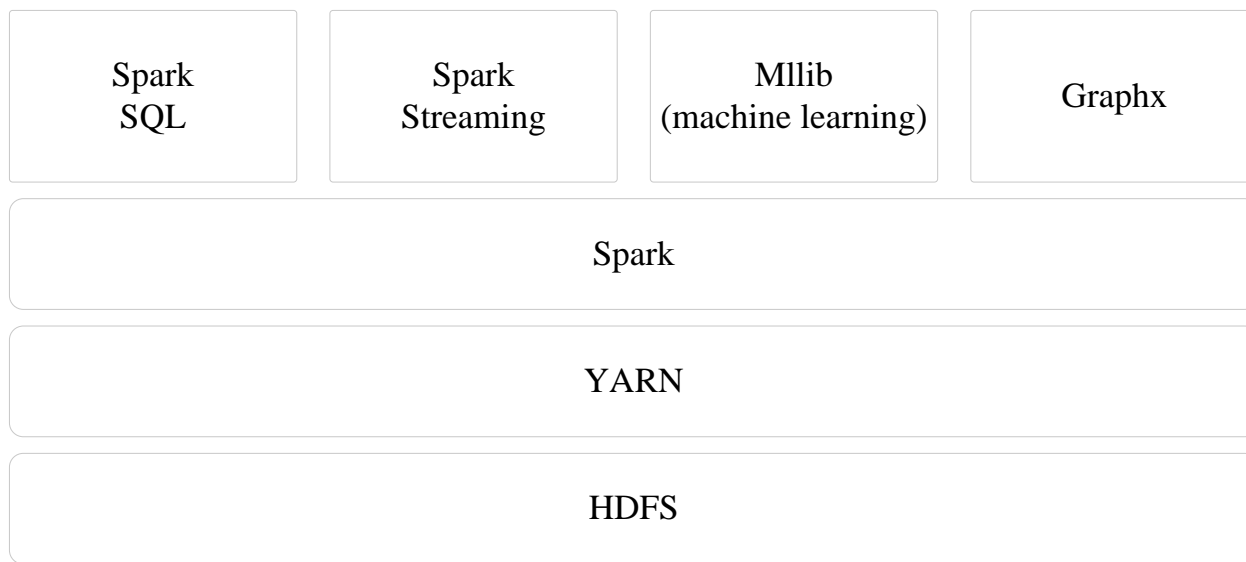 Spark
SQL
Spark
Streaming
Mllib
(machine learning)
Graphx
Spark
YARN
HDFS